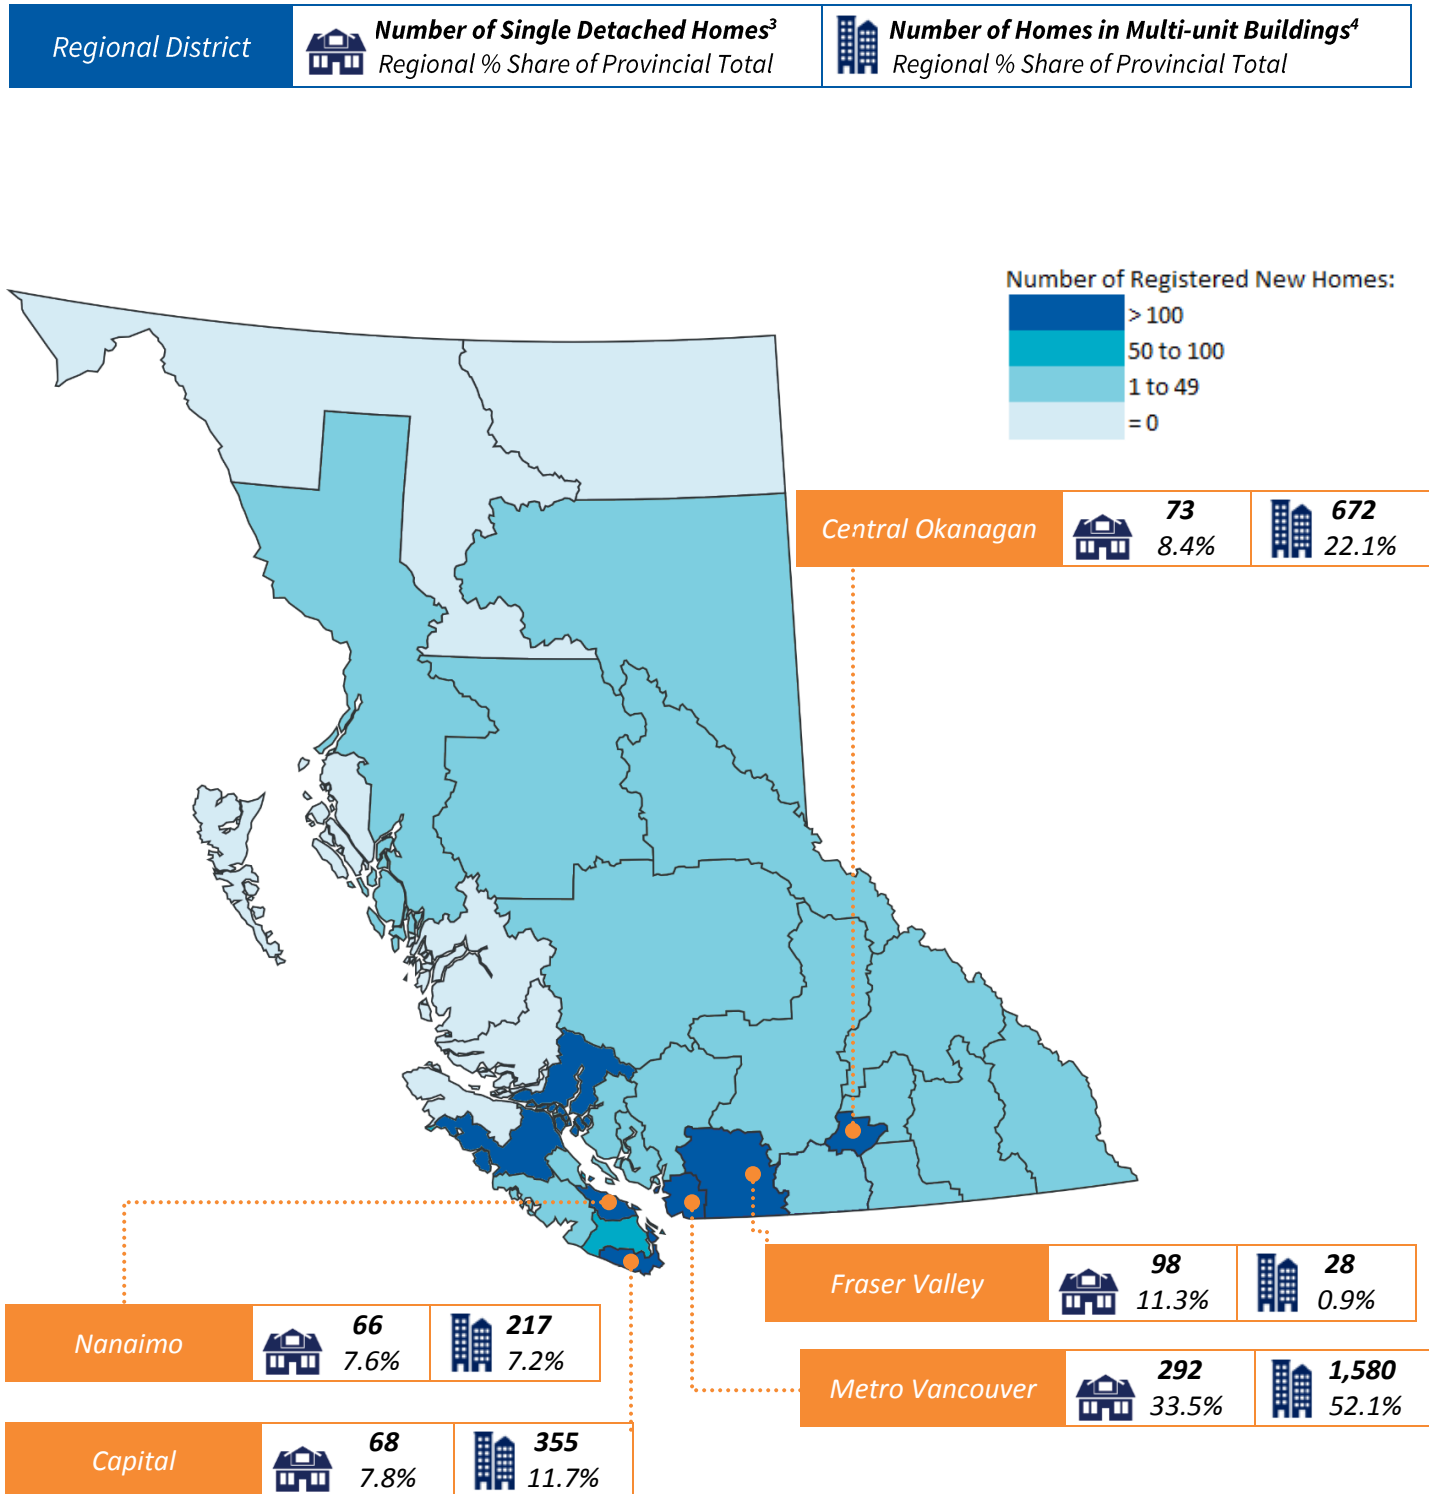 Regional District
Number of Single Detached Homes³
Regional % Share of Provincial Total
Number of Homes in Multi-unit Buildings⁴
Regional % Share of Provincial Total
Number of Registered New Homes:
> 100
50 to 100
1 to 49
= 0
Central Okanagan
73
8.4%
672
22.1%
Fraser Valley
98
11.3%
28
0.9%
Nanaimo
66
7.6%
217
7.2%
Metro Vancouver
292
33.5%
1,580
52.1%
Capital
68
7.8%
355
11.7%